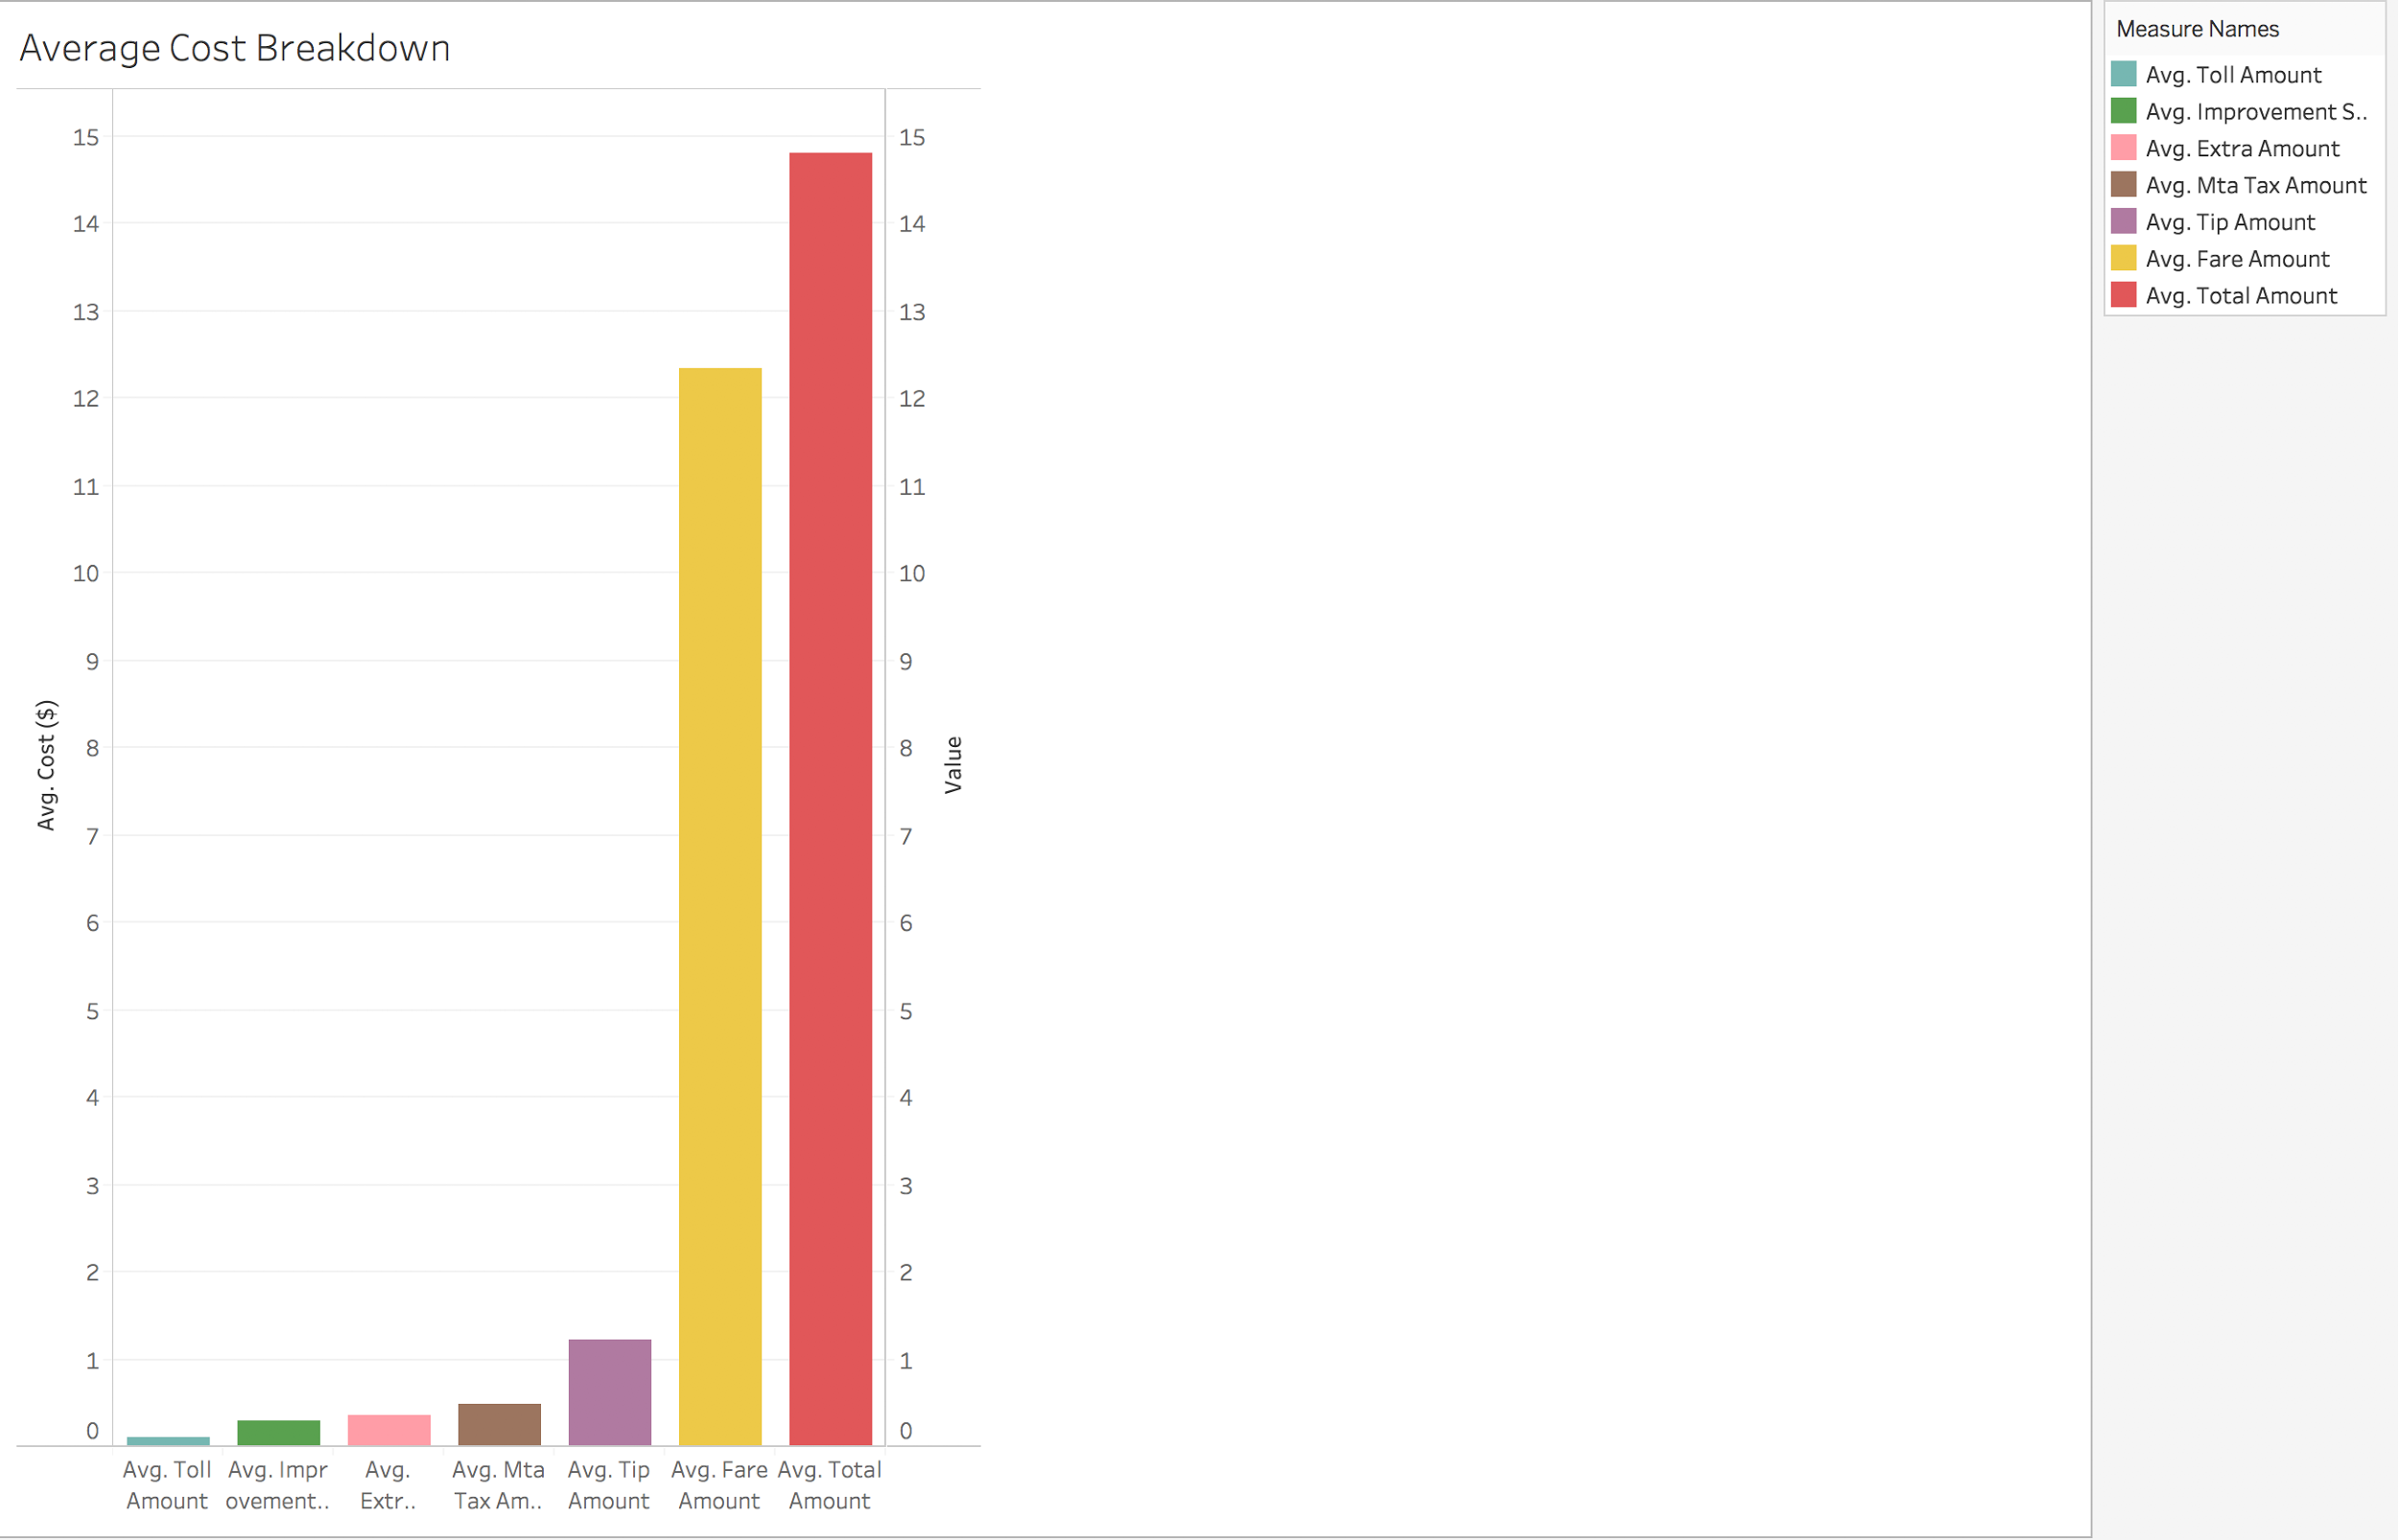 Average Cost Breakdown
15
14
13
12
11
10
9
8
7
6
5
4
3
2
1
0
Avg. Cost ($)
15
14
13
12
11
10
9
8
7
6
5
4
3
2
1
0
Value
Avg. Toll
Amount
Avg. Impr
ovement..
Avg.
Extr..
Avg. Mta
Tax Am..
Avg. Tip
Amount
Avg. Fare
Amount
Avg. Total
Amount
Measure Names
Avg. Toll Amount
Avg. Improvement S..
Avg. Extra Amount
Avg. Mta Tax Amount
Avg. Tip Amount
Avg. Fare Amount
Avg. Total Amount